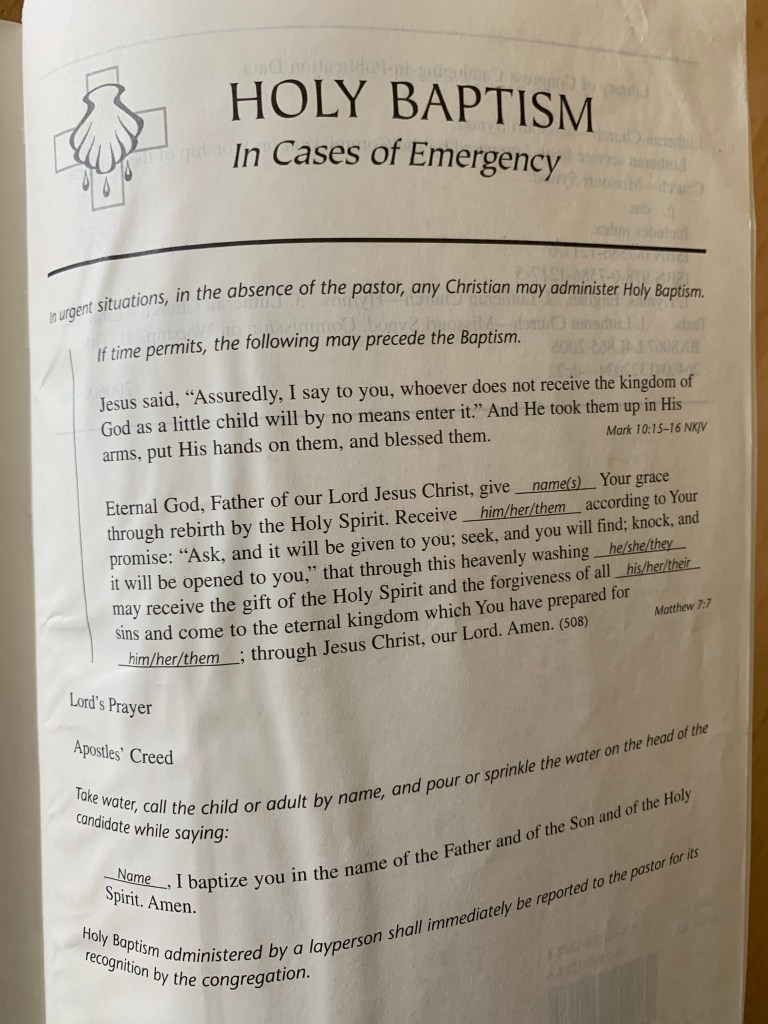 HOLY BAPTISM
In Cases of Emergency
In urgent situations, in the absence of the pastor, any Christian may administer Holy Baptism.
If time permits, the following may precede the Baptism.
Jesus said, “Assuredly, I say to you, whoever does not receive the kingdom of
God as a little child will by no means enter it.” And He took them up in His
arms, put His hands on them, and blessed them.
Mark 10:15–16 NKJV
Eternal God, Father of our Lord Jesus Christ, give name(s) Your grace
through rebirth by the Holy Spirit. Receive him/her/them according to Your
promise: “Ask, and it will be given to you; seek, and you will find; knock, and
it will be opened to you,” that through this heavenly washing he/she/they
may receive the gift of the Holy Spirit and the forgiveness of all his/her/their
sins and come to the eternal kingdom which You have prepared for
him/her/them; through Jesus Christ, our Lord. Amen. (508)
Matthew 7:7
Lord’s Prayer
Apostles’ Creed
Take water, call the child or adult by name, and pour or sprinkle the water on the head of the
candidate while saying:
Name, I baptize you in the name of the Father and of the Son and of the Holy
Spirit. Amen.
Holy Baptism administered by a layperson shall immediately be reported to the pastor for its
recognition by the congregation.